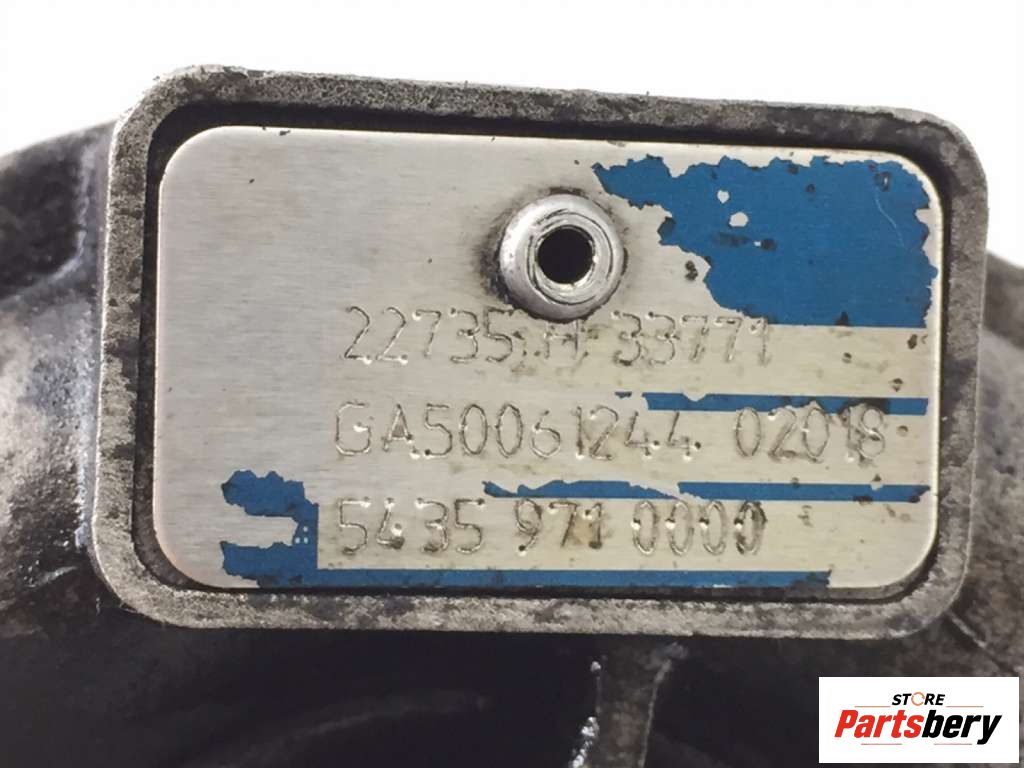 22735 H 33771
GA50061244 02018
5435 971 0000
STORE
Partsbery